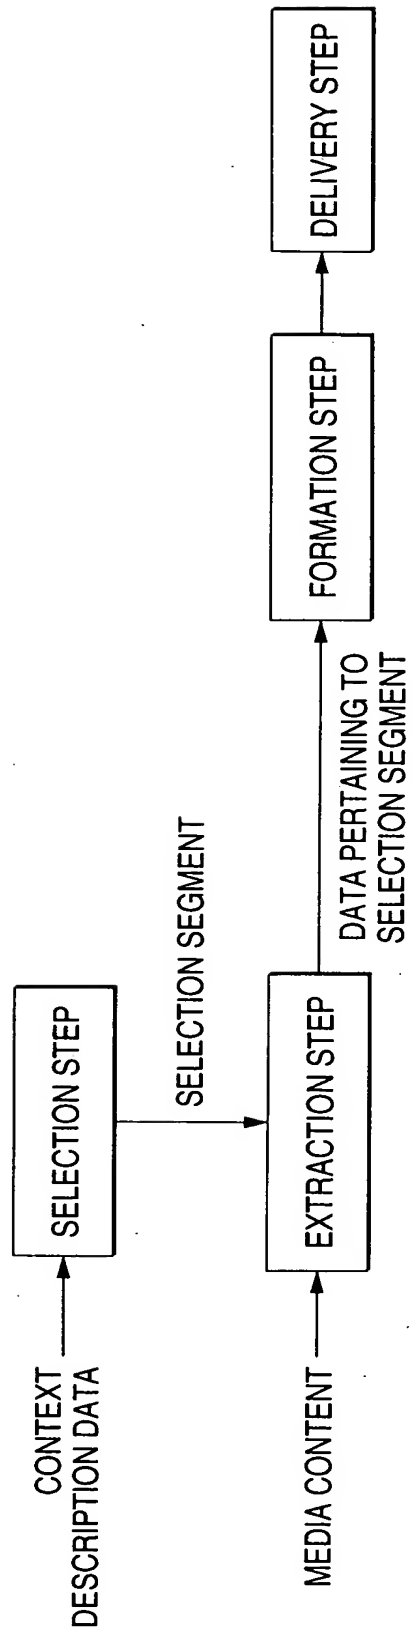 CONTEXT
DESCRIPTION DATA
SELECTION STEP
SELECTION SEGMENT
MEDIA CONTENT
EXTRACTION STEP
DATA PERTAINING TO
SELECTION SEGMENT
FORMATION STEP
DELIVERY STEP